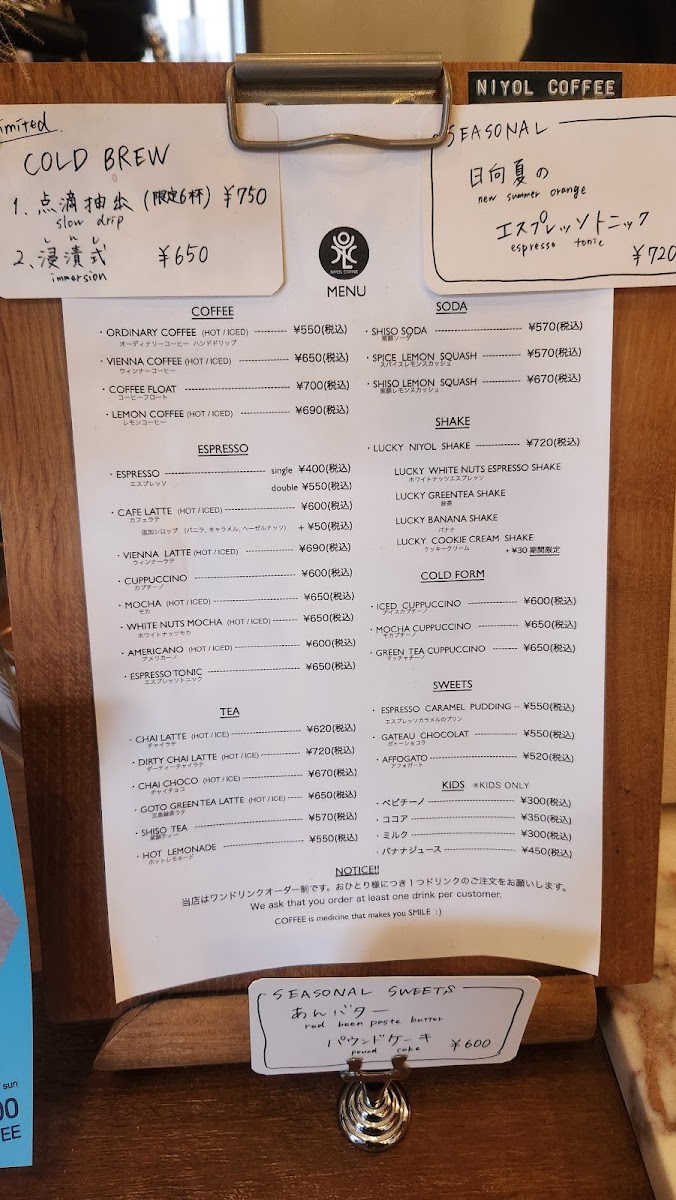 NIYOL COFFEE
imited
COLD BREW
1. 点滴抽出 (限定6杯) ¥750
slow drip
しんし
2. 浸漬式 ¥650
immersion
SEASONAL
日向夏の
new summer orange
エスプレッソトニック
espresso tonic
¥720
NIYOL COFFEE
MENU
COFFEE
・ORDINARY COFFEE (HOT / ICED) ---------- ¥550(税込)
オーディナリーコーヒー ハンドドリップ
・VIENNA COFFEE (HOT / ICED) ---------- ¥650(税込)
ウィンナーコーヒー
・COFFEE FLOAT ---------- ¥700(税込)
コーヒーフロート
・LEMON COFFEE (HOT / ICED) ---------- ¥690(税込)
レモンコーヒー
ESPRESSO
・ESPRESSO ---------- single ¥400(税込)
エスプレッソ
double ¥550(税込)
・CAFE LATTE (HOT / ICED) ---------- ¥600(税込)
カフェラテ
追加シロップ (バニラ, キャラメル, ヘーゼルナッツ) + ¥50(税込)
・VIENNA LATTE (HOT / ICED) ---------- ¥690(税込)
ウィンナーラテ
・CUPPUCCINO ---------- ¥600(税込)
カプチーノ
・MOCHA (HOT / ICED) ---------- ¥650(税込)
モカ
・WHITE NUTS MOCHA (HOT / ICED) ---------- ¥650(税込)
ホワイトナッツモカ
・AMERICANO (HOT / ICED) ---------- ¥600(税込)
アメリカーノ
・ESPRESSO TONIC ---------- ¥650(税込)
エスプレッソトニック
TEA
・CHAI LATTE (HOT / ICE) ---------- ¥620(税込)
チャイラテ
・DIRTY CHAI LATTE (HOT / ICE) ---------- ¥720(税込)
ダーティーチャイラテ
・CHAI CHOCO (HOT / ICE) ---------- ¥670(税込)
チャイチョコ
・GOTO GREEN TEA LATTE (HOT / ICE) ---------- ¥650(税込)
五島緑茶ラテ
・SHISO TEA ---------- ¥570(税込)
紫蘇ティー
・HOT LEMONADE ---------- ¥550(税込)
ホットレモネード
SODA
・SHISO SODA ---------- ¥570(税込)
紫蘇ソーダ
・SPICE LEMON SQUASH ---------- ¥570(税込)
スパイスレモンスカッシュ
・SHISO LEMON SQUASH ---------- ¥670(税込)
紫蘇レモンスカッシュ
SHAKE
・LUCKY NIYOL SHAKE ---------- ¥720(税込)
LUCKY WHITE NUTS ESPRESSO SHAKE
ホワイトナッツエスプレッソ
LUCKY GREENTEA SHAKE
抹茶
LUCKY BANANA SHAKE
バナナ
LUCKY COOKIE CREAM SHAKE
クッキークリーム
+ ¥30 期間限定
COLD FORM
・ICED CUPPUCCINO ---------- ¥600(税込)
アイスカプチーノ
・MOCHA CUPPUCCINO ---------- ¥650(税込)
モカプチーノ
・GREEN TEA CUPPUCCINO ---------- ¥650(税込)
マッチャチーノ
SWEETS
・ESPRESSO CARAMEL PUDDING -- ¥550(税込)
エスプレッソカラメルのプリン
・GATEAU CHOCOLAT ---------- ¥550(税込)
ガトーショコラ
・AFFOGATO ---------- ¥520(税込)
アフォガート
KIDS ※KIDS ONLY
・ベビチーノ ---------- ¥300(税込)
・ココア ---------- ¥350(税込)
・ミルク ---------- ¥300(税込)
・バナナジュース ---------- ¥450(税込)
NOTICE!!
当店はワンドリンクオーダー制です。おひとり様につき1つドリンクのご注文をお願いします。
We ask that you order at least one drink per customer.
COFFEE is medicine that makes you SMILE :)
SEASONAL SWEETS
あんバター
red been paste butter
パウンドケーキ
pound cake
¥600
sun
00
EE